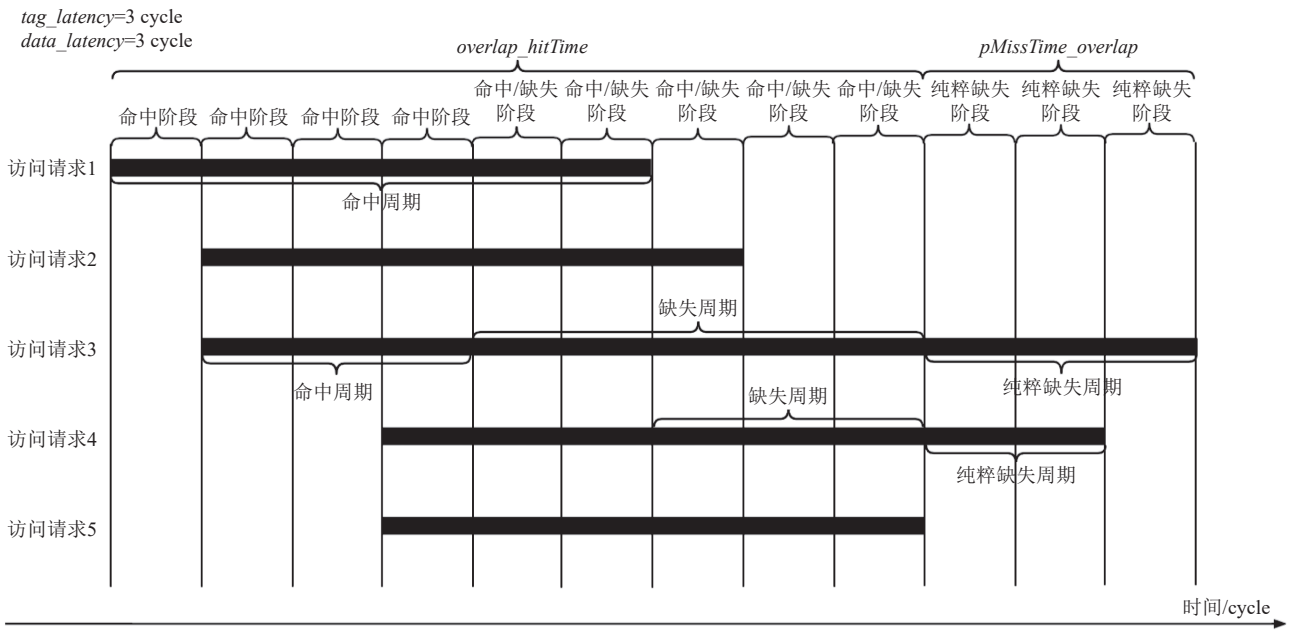 tag_latency=3 cycle
data_latency=3 cycle
overlap_hitTime
pMissTime_overlap
命中/缺失 命中/缺失 命中/缺失 命中/缺失 命中/缺失 纯粹缺失 纯粹缺失 纯粹缺失
命中阶段 命中阶段 命中阶段 命中阶段 阶段 阶段 阶段 阶段 阶段 阶段 阶段 阶段
访问请求1
命中周期
访问请求2
缺失周期
访问请求3
命中周期
纯粹缺失周期
缺失周期
访问请求4
纯粹缺失周期
访问请求5
时间/cycle